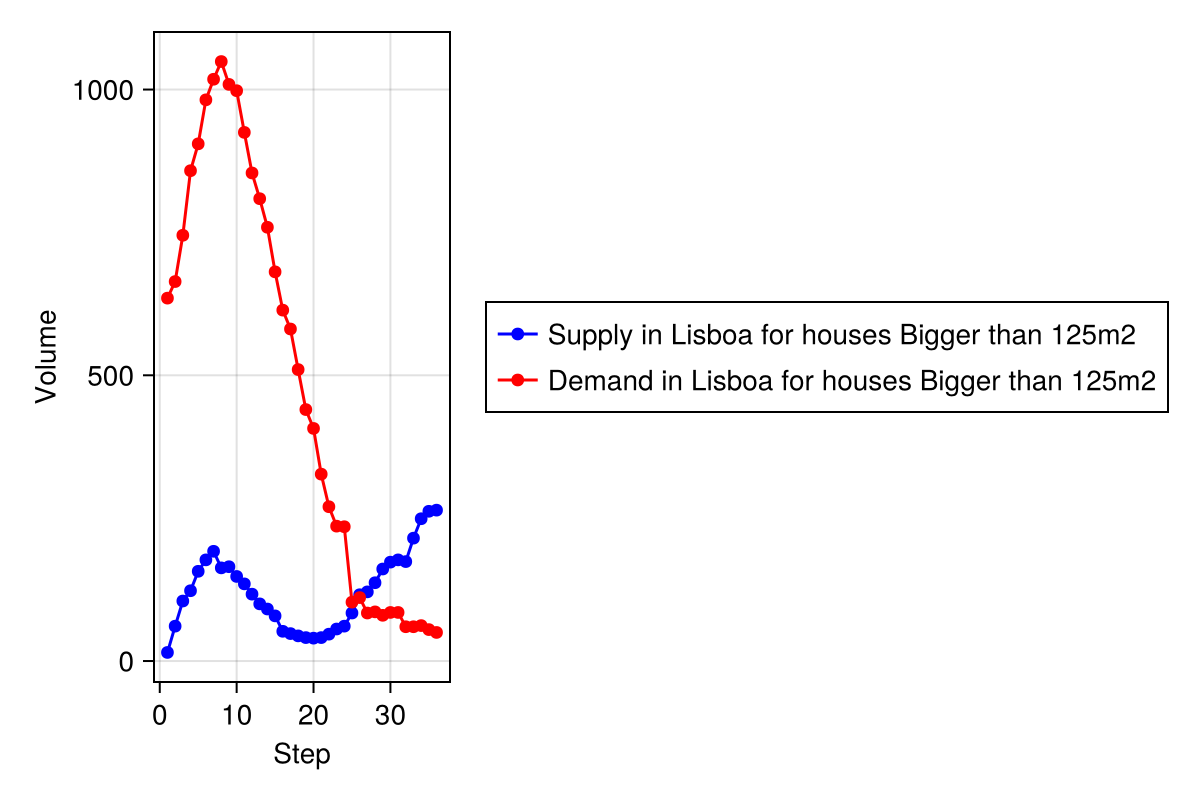 1000
500
0
Volume
0 10 20 30
Step
Supply in Lisboa for houses Bigger than 125m2
Demand in Lisboa for houses Bigger than 125m2